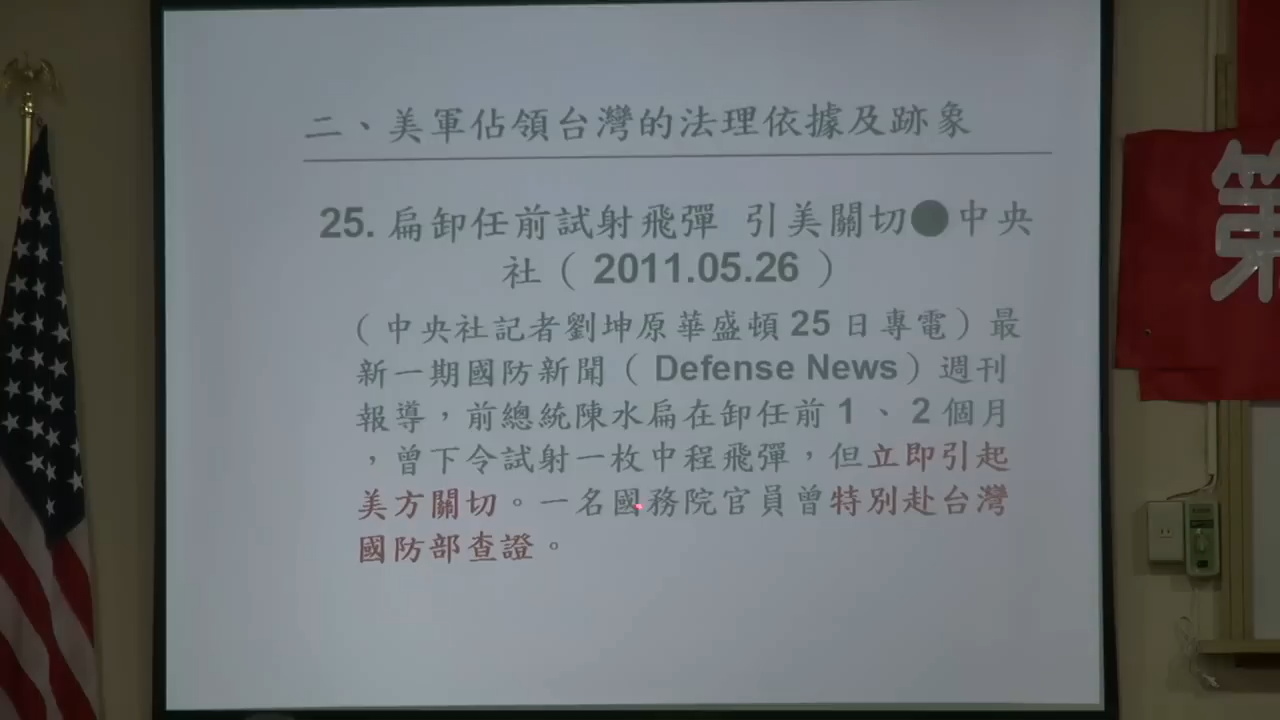 二、美軍佔領台灣的法理依據及跡象
25. 扁卸任前試射飛彈 引美關切●中央
社（2011.05.26）
（中央社記者劉坤原華盛頓25日專電）最
新一期國防新聞（Defense News）週刊
報導，前總統陳水扁在卸任前1、2個月
，曾下令試射一枚中程飛彈，但立即引起
美方關切。一名國務院官員曾特別赴台灣
國防部查證。
第